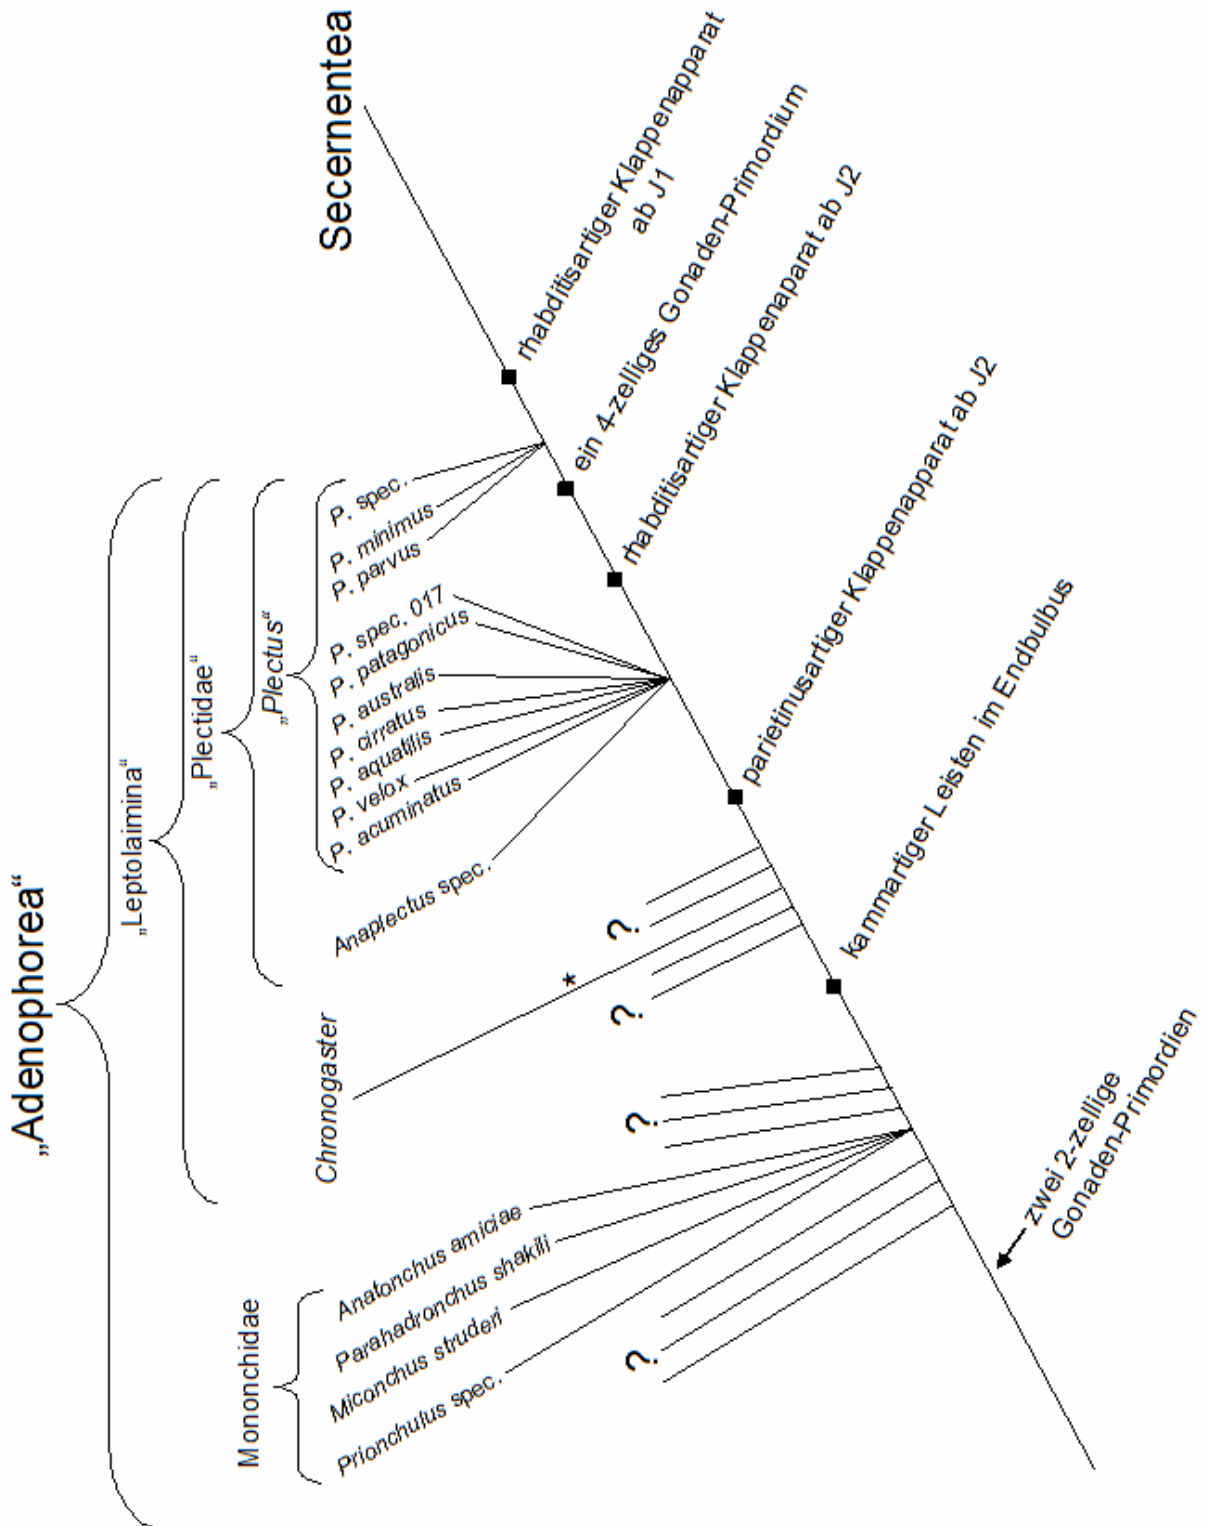 „Adenophorea“
Secernentea
„Leptolaimina“
„Plectidae“
„Plectus“
Mononchidae
Chronogaster
Prionchulus spec.
Miconchus struderi
Parahadronchus shakili
Anatonchus amiciae
Anaplectus spec.
P. acuminatus
P. velox
P. aquatilis
P. cirratus
P. australis
P. patagonicus
P. spec. 017
P. parvus
P. minimus
P. spec.
?
?
?
?
*
zwei 2-zellige
Gonaden-Primordien
kammartiger Leisten im Endbulbus
parietinusartiger Klappenapparat ab J2
rhabditisartiger Klappenaparat ab J2
ein 4-zelliges Gonaden-Primordium
rhabditisartiger Klappenapparat
ab J1